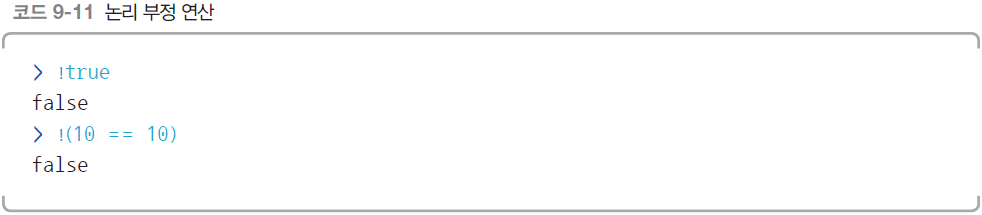 코드 9-11 논리 부정 연산
> !true
false
> !(10 == 10)
false